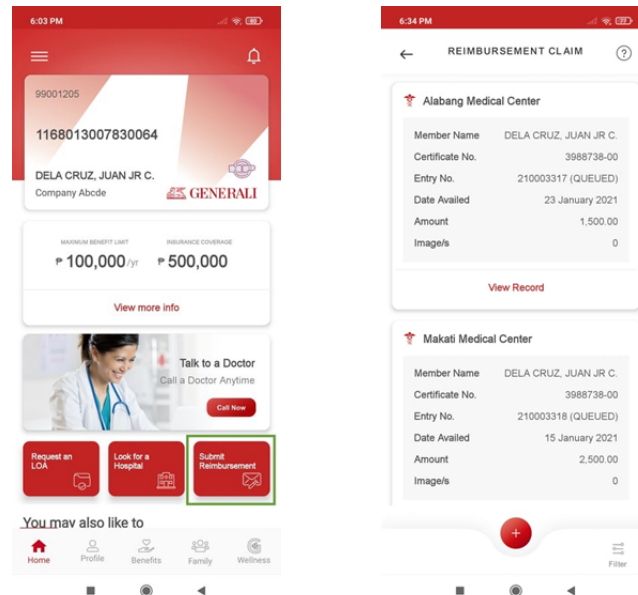 6:03 PM
80
99001205
1168013007830064
DELA CRUZ, JUAN JR C.
Company Abcde
GENERALI
MAXIMUM BENEFIT LIMIT INSURANCE COVERAGE
₱ 100,000/yr ₱ 500,000
View more info
Talk to a Doctor
Call a Doctor Anytime
Call Now
Request an
LOA
Look for a
Hospital
Submit
Reimbursement
You may also like to
Home Profile Benefits Family Wellness
6:34 PM
77
REIMBURSEMENT CLAIM
?
Alabang Medical Center
Member Name DELA CRUZ, JUAN JR C.
Certificate No. 3988738-00
Entry No. 210003317 (QUEUED)
Date Availed 23 January 2021
Amount 1,500.00
Image/s 0
View Record
Makati Medical Center
Member Name DELA CRUZ, JUAN JR C.
Certificate No. 3988738-00
Entry No. 210003318 (QUEUED)
Date Availed 15 January 2021
Amount 2,500.00
Image/s 0
+
Filter